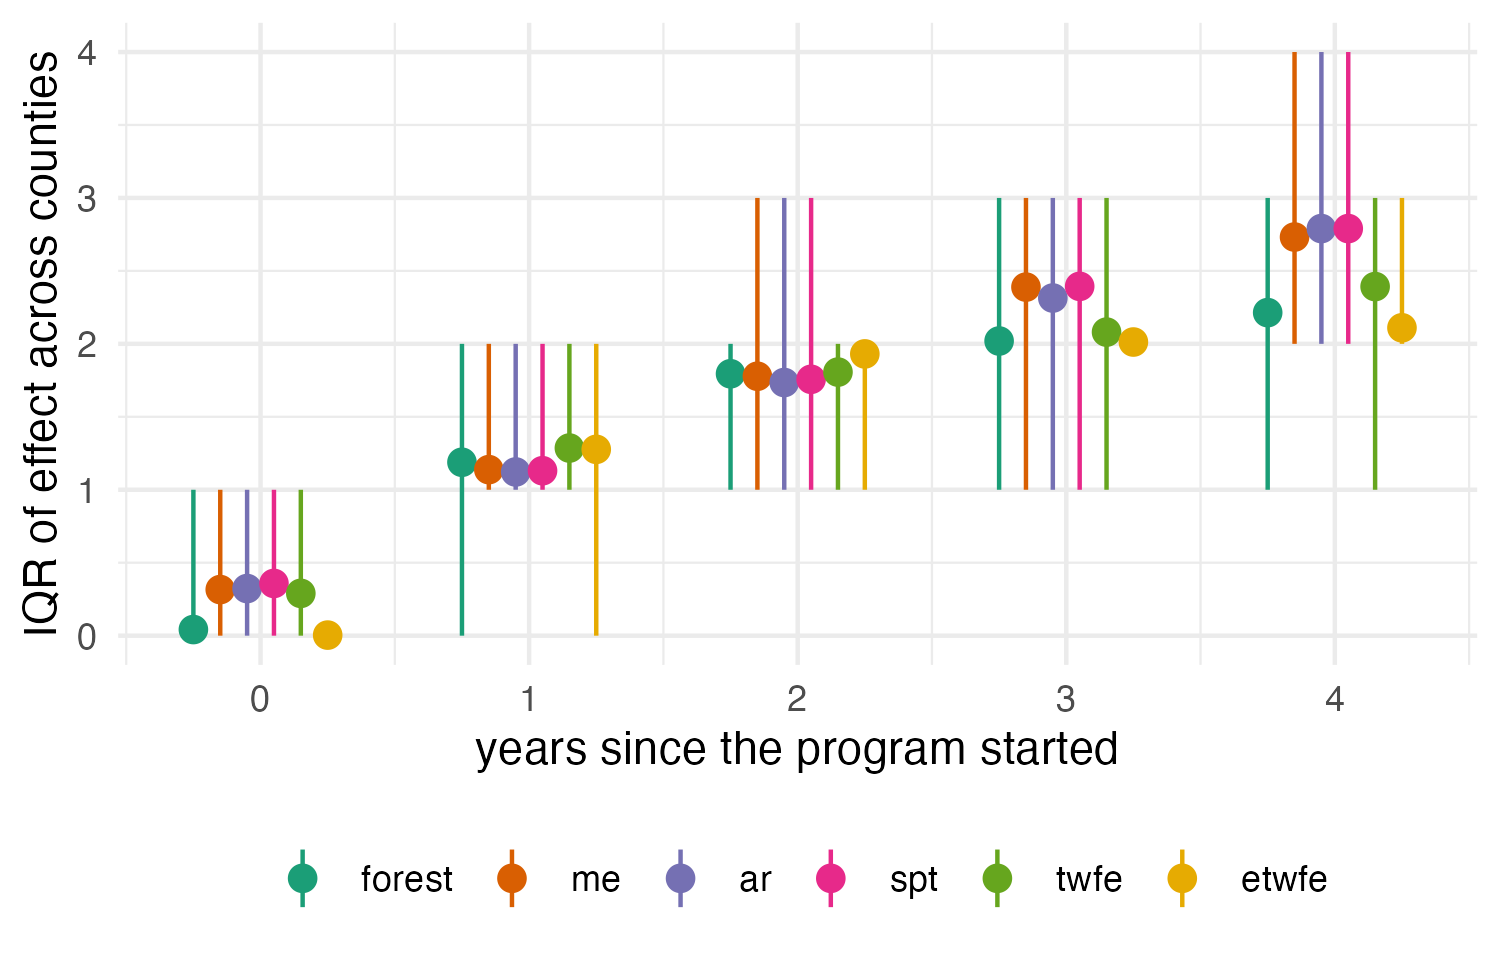 IQR of effect across counties
4
3
2
1
0
0 1 2 3 4
years since the program started
forest me ar spt twfe etwfe